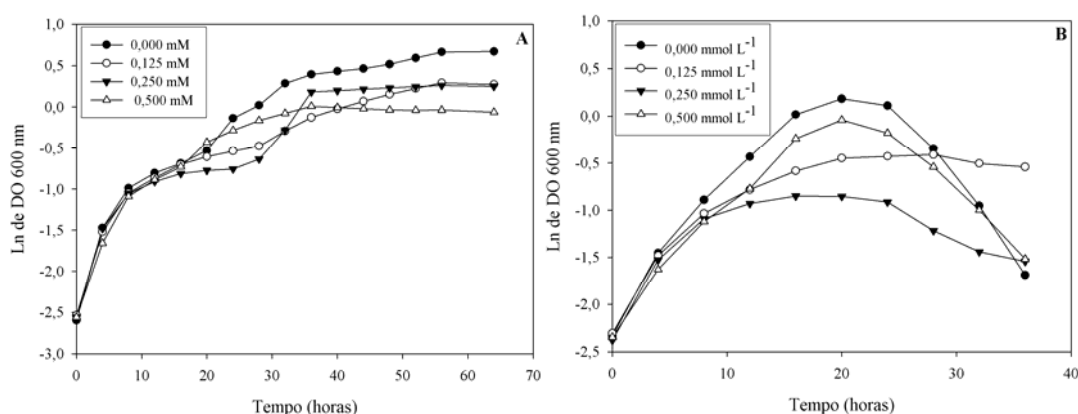 A
0,000 mM
0,125 mM
0,250 mM
0,500 mM
1,0
0,5
0,0
-0,5
-1,0
-1,5
-2,0
-2,5
-3,0
Ln de DO 600 nm
0 10 20 30 40 50 60 70
Tempo (horas)
B
0,000 mmol L⁻¹
0,125 mmol L⁻¹
0,250 mmol L⁻¹
0,500 mmol L⁻¹
1,0
0,5
0,0
-0,5
-1,0
-1,5
-2,0
-2,5
Ln de DO 600 nm
0 10 20 30 40
Tempo (horas)